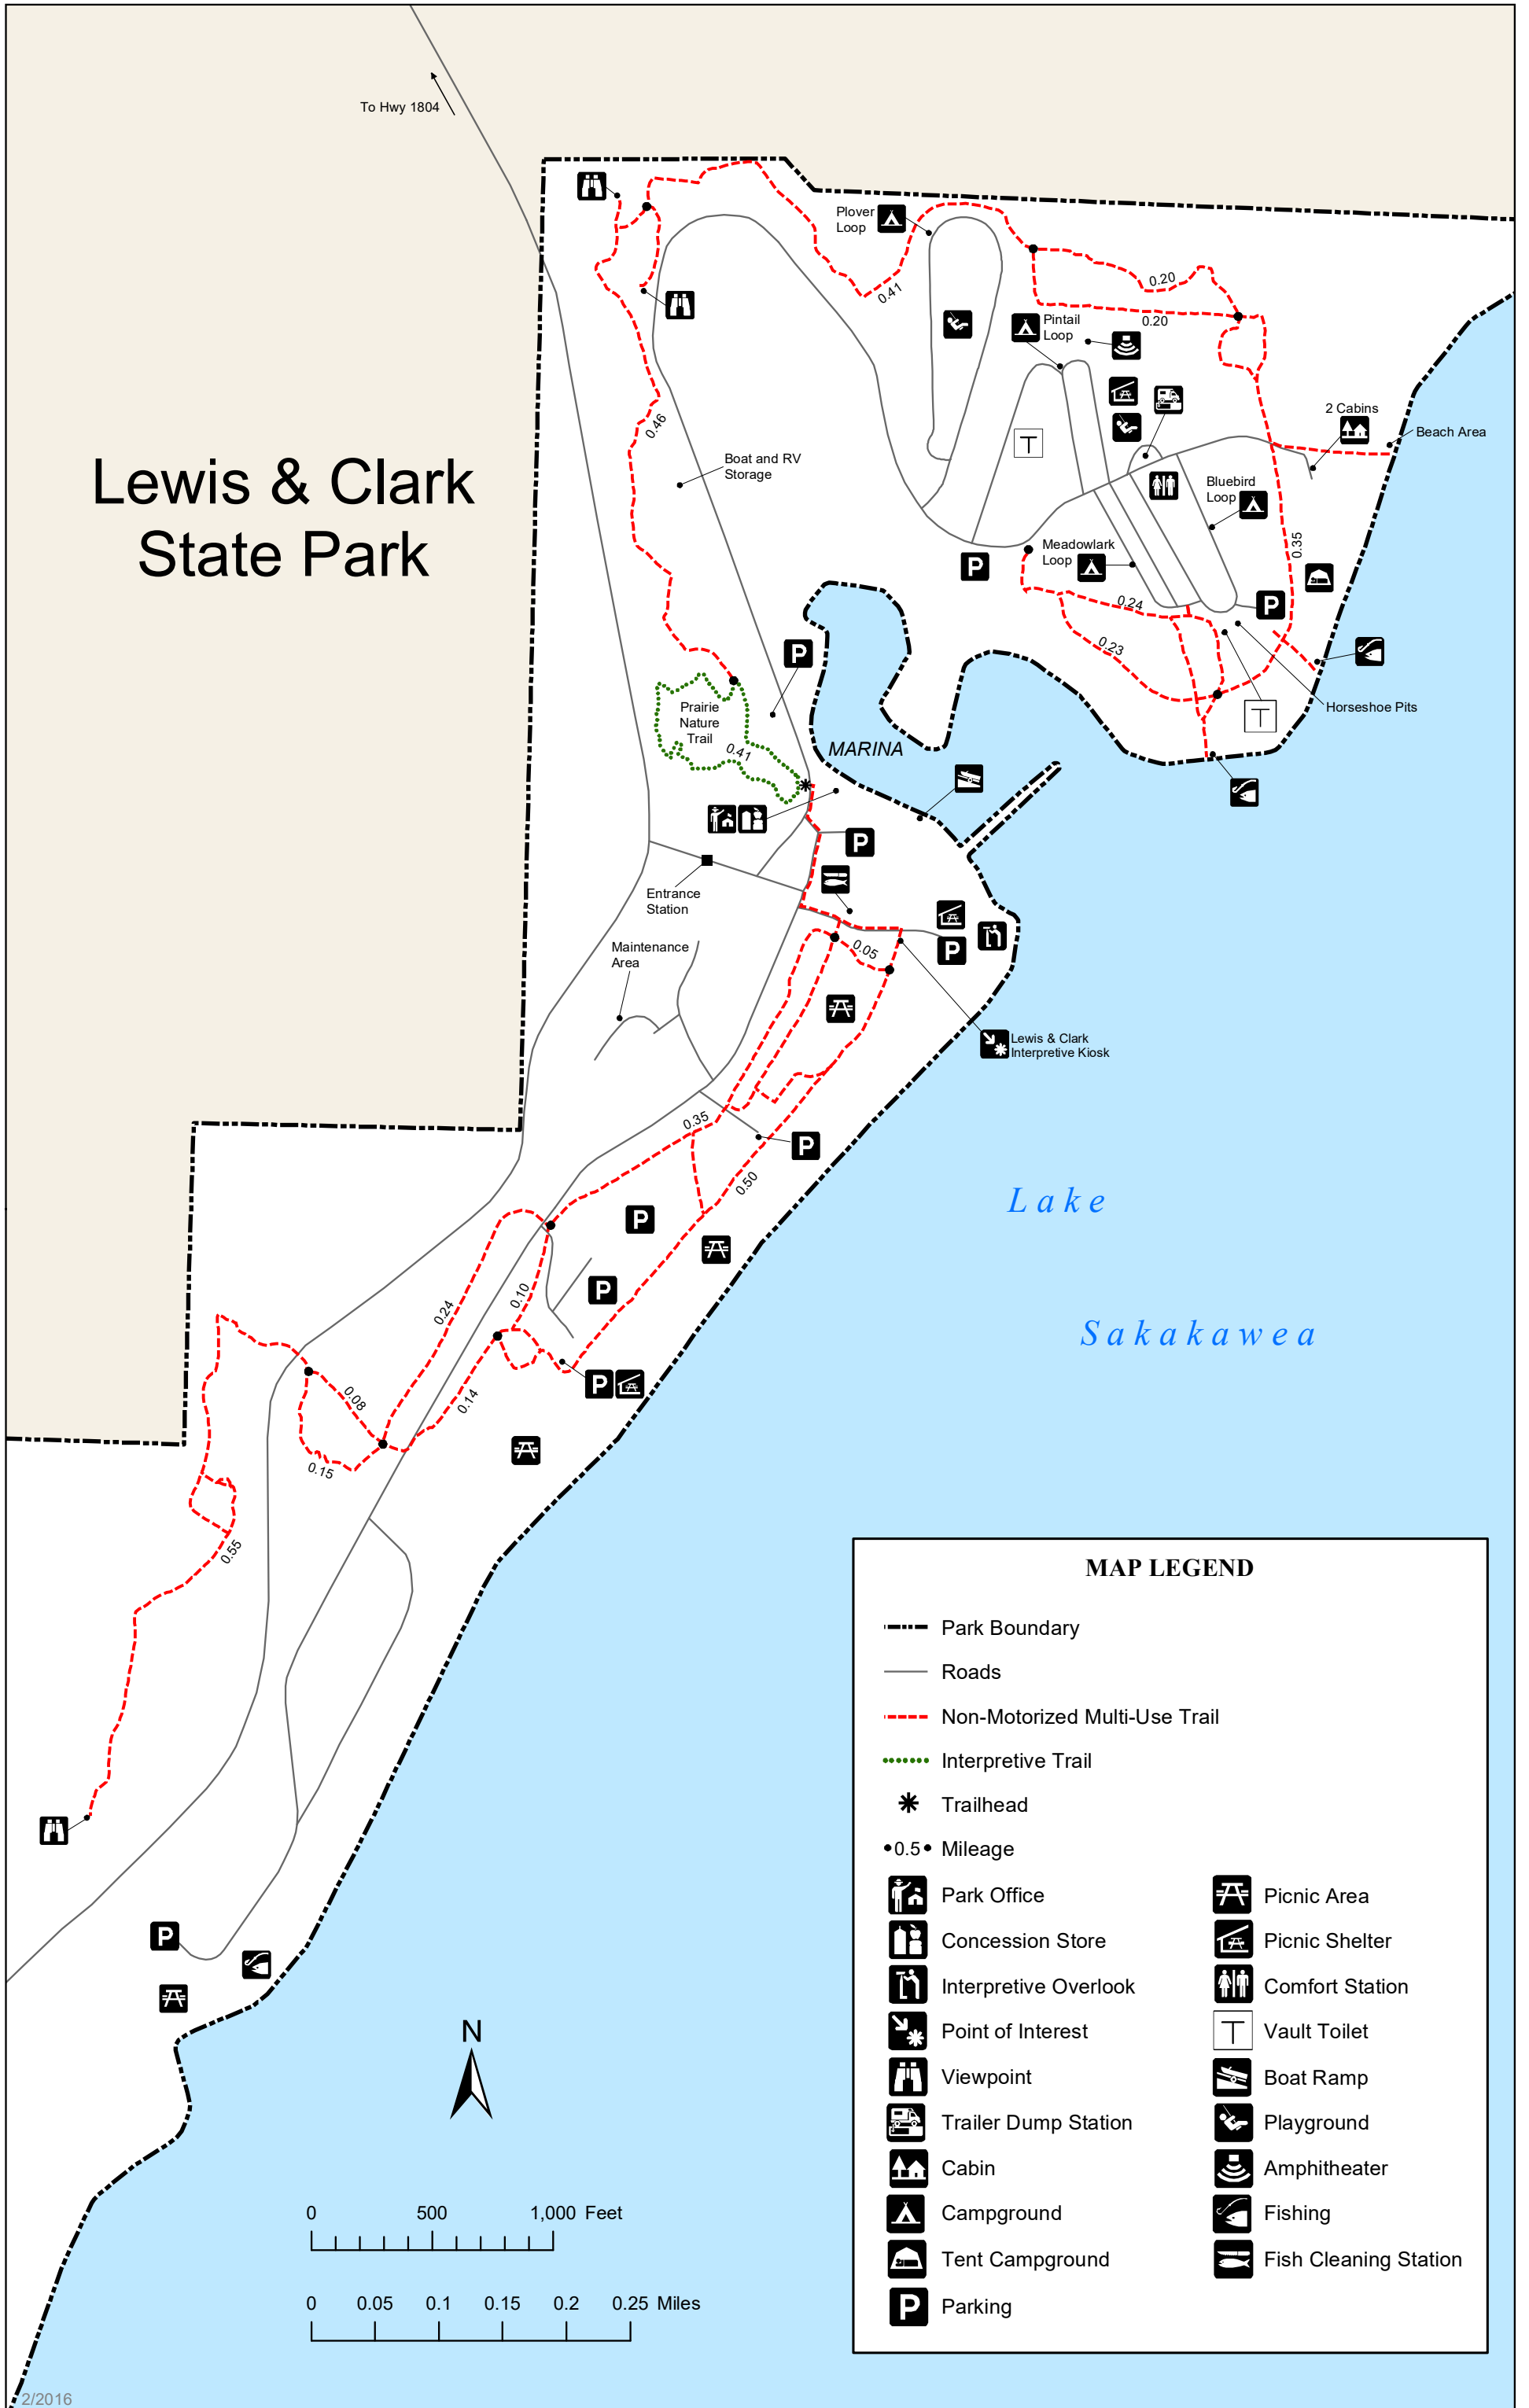 To Hwy 1804
Lewis & Clark
State Park
Plover
Loop
0.41
0.20
0.20
Pintail
Loop
2 Cabins
Beach Area
0.46
Boat and RV
Storage
T
Bluebird
Loop
Meadowlark
Loop
0.35
P
0.24
P
0.23
P
Prairie
Nature
Trail
0.41
Horseshoe Pits
T
MARINA
P
Entrance
Station
Maintenance
Area
0.05
P
Lewis & Clark
Interpretive Kiosk
0.35
P
0.50
Lake
P
0.10
P
0.24
Sakakawea
0.08
0.14
P
0.15
0.55
P
MAP LEGEND
Park Boundary
Roads
Non-Motorized Multi-Use Trail
Interpretive Trail
Trailhead
0.5 Mileage
Park Office
Picnic Area
Concession Store
Picnic Shelter
Interpretive Overlook
Comfort Station
Point of Interest
T Vault Toilet
Viewpoint
Boat Ramp
Trailer Dump Station
Playground
Cabin
Amphitheater
Campground
Fishing
Tent Campground
Fish Cleaning Station
P Parking
N
0 500 1,000 Feet
0 0.05 0.1 0.15 0.2 0.25 Miles
2/2016